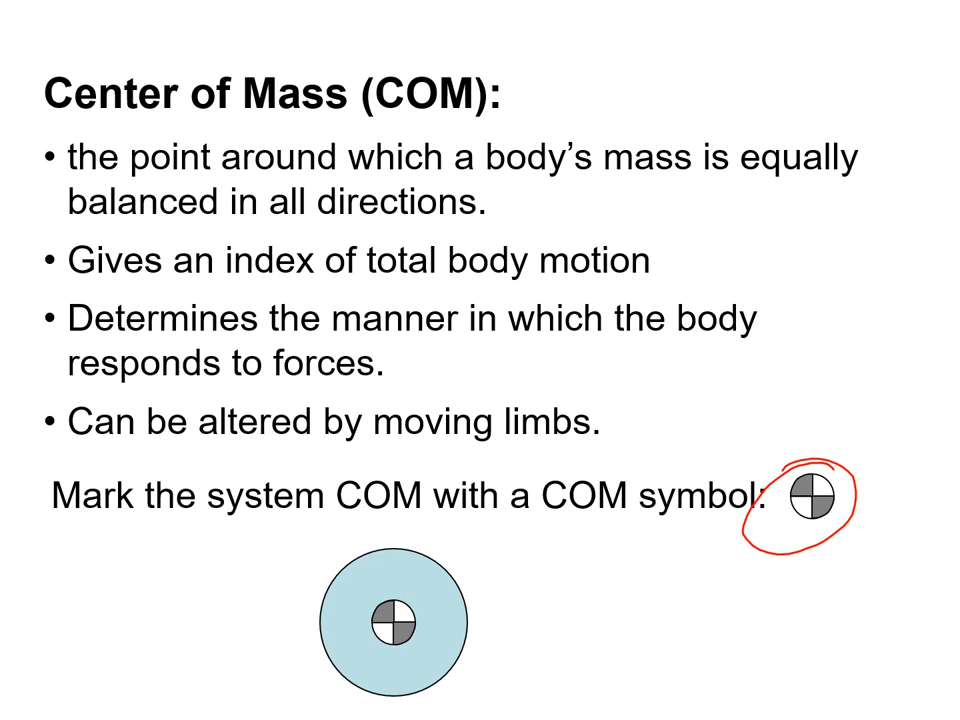 Center of Mass (COM):
• the point around which a body’s mass is equally
balanced in all directions.
• Gives an index of total body motion
• Determines the manner in which the body
responds to forces.
• Can be altered by moving limbs.
Mark the system COM with a COM symbol: